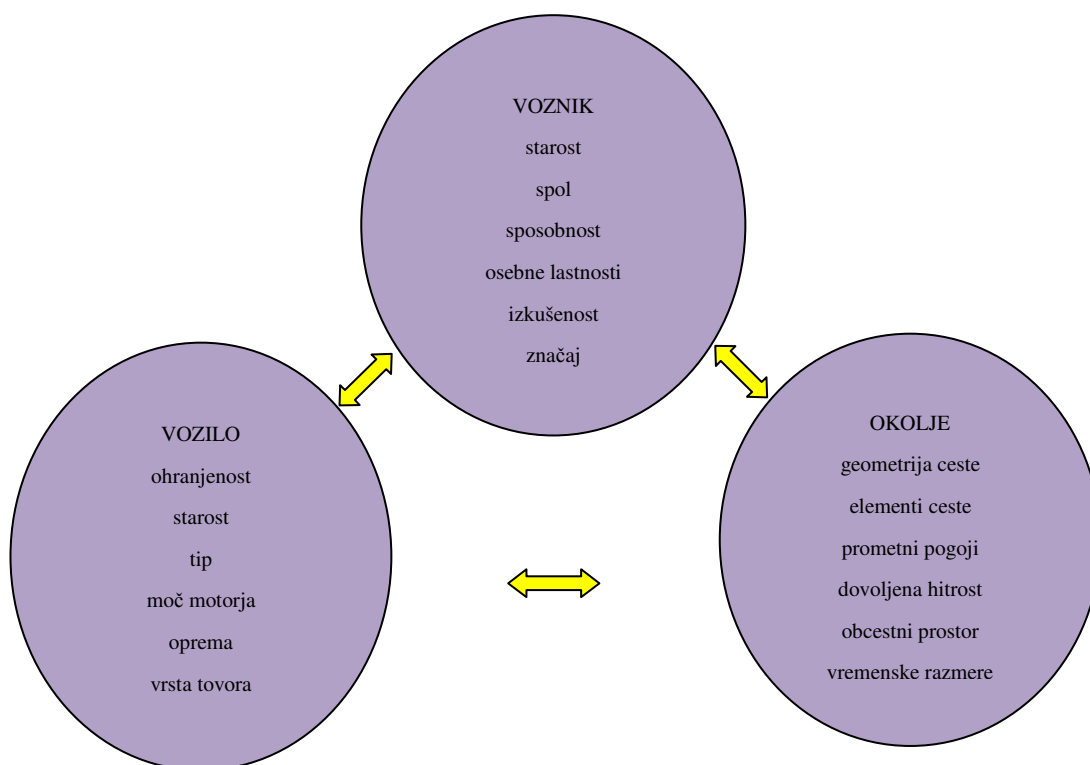 VOZNIK
starost
spol
sposobnost
osebne lastnosti
izkušenost
značaj
VOZILO
ohranjenost
starost
tip
moč motorja
oprema
vrsta tovora
OKOLJE
geometrija ceste
elementi ceste
prometni pogoji
dovoljena hitrost
obcestni prostor
vremenske razmere